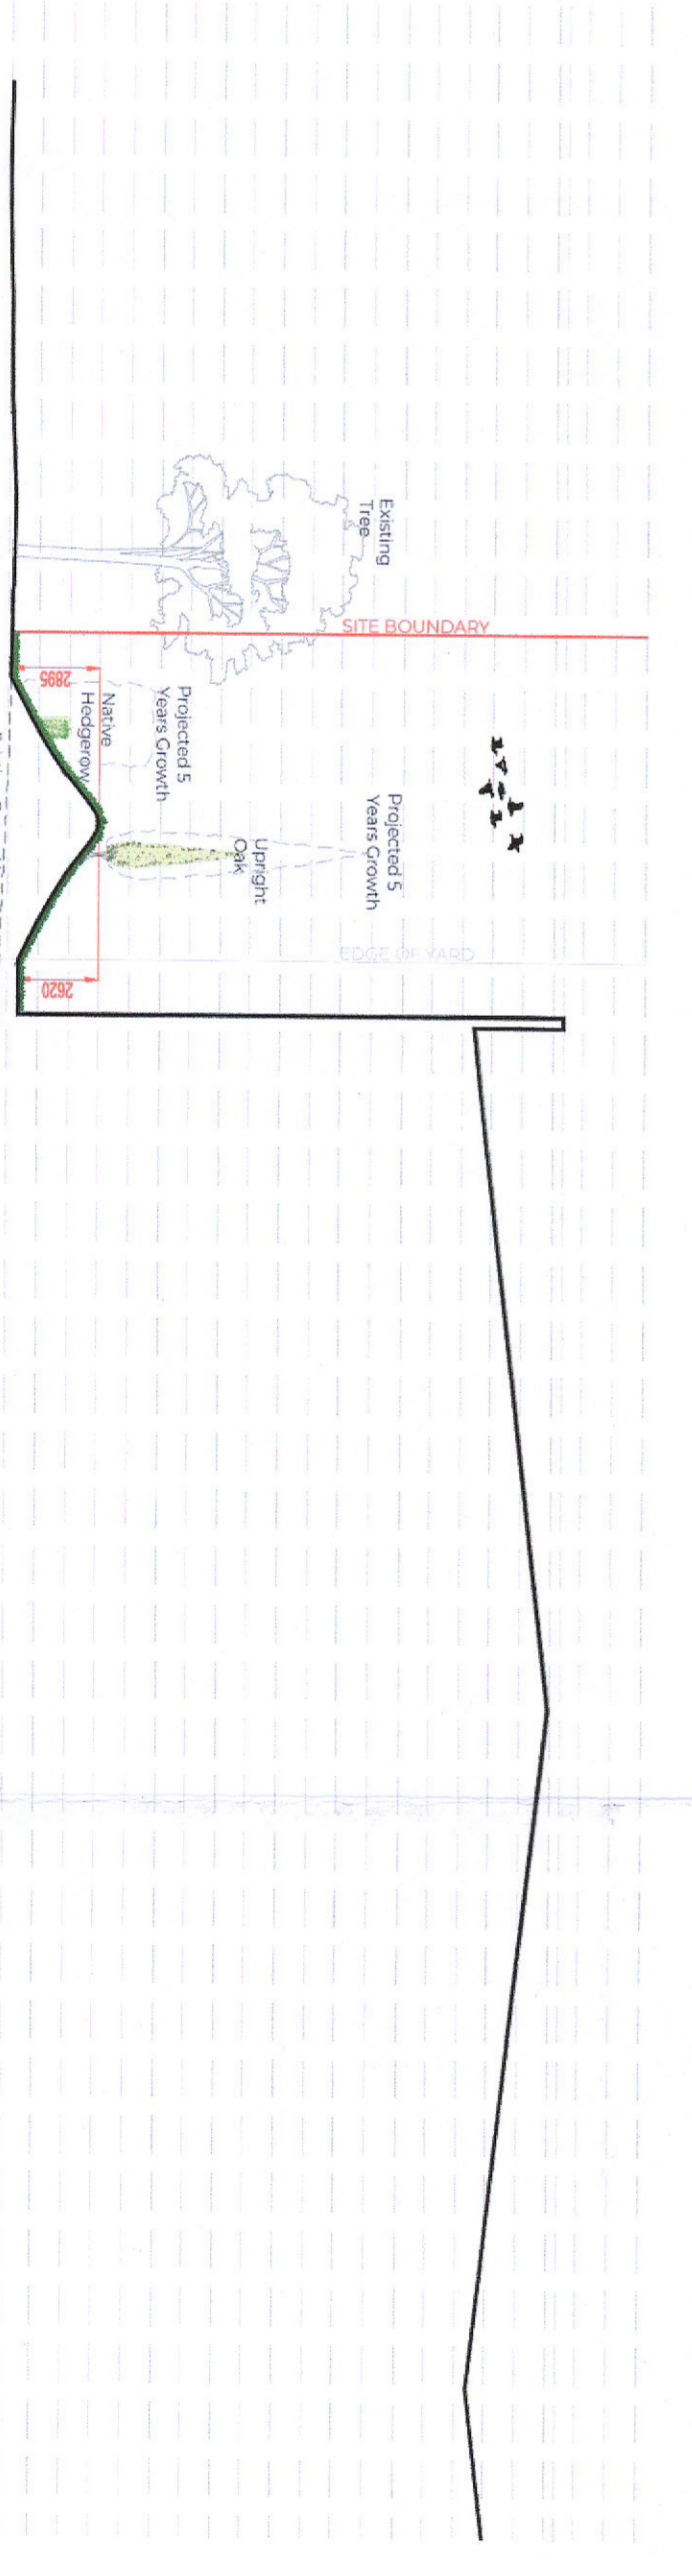 Existing
Tree
SITE BOUNDARY
2895
Native
Hedgerow
Projected 5
Years Growth
Projected 5
Years Growth
Upright
Oak
EDGE OF YARD
2620